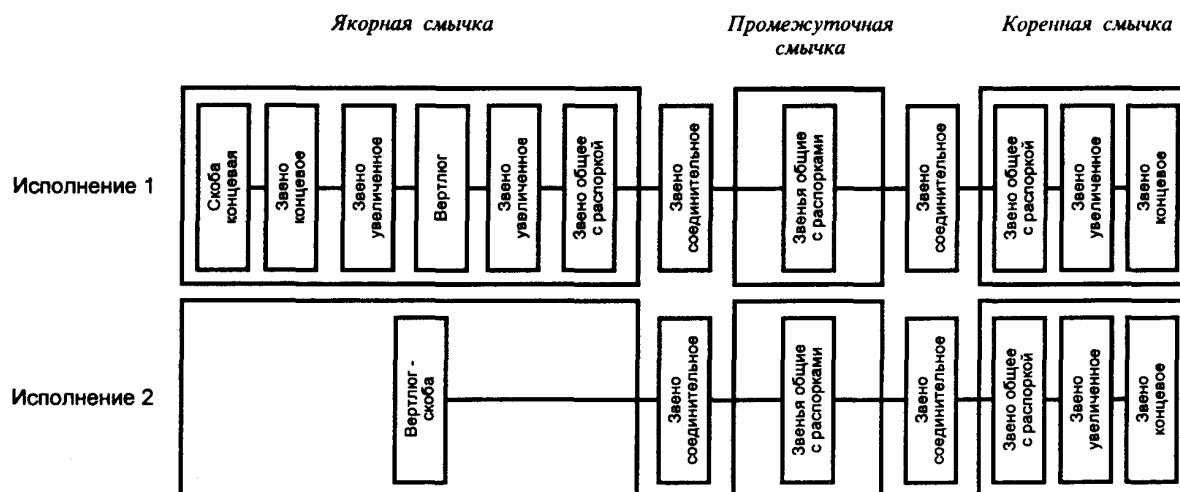 Якорная смычка
Промежуточная
смычка
Коренная смычка
Исполнение 1
Скоба
концевая
Звено
концевое
Звено
увеличенное
Вертлюг
Звено
увеличенное
Звено общее
с распоркой
Звено
соединительное
Звенья общие
с распорками
Звено
соединительное
Звено общее
с распоркой
Звено
увеличенное
Звено
концевое
Исполнение 2
Вертлюг -
скоба
Звено
соединительное
Звенья общие
с распорками
Звено
соединительное
Звено общее
с распоркой
Звено
увеличенное
Звено
концевое